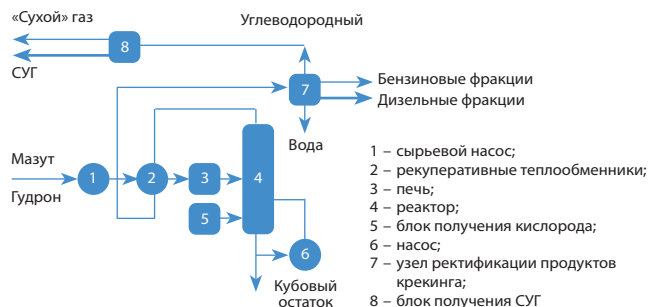 «Сухой» газ
Углеводородный
8
СУГ
7
Бензиновые фракции
Дизельные фракции
Вода
Мазут
Гудрон
1
2
3
4
5
6
Кубовый
остаток
1 – сырьевой насос;
2 – рекуперативные теплообменники;
3 – печь;
4 – реактор;
5 – блок получения кислорода;
6 – насос;
7 – узел ректификации продуктов
крекинга;
8 – блок получения СУГ